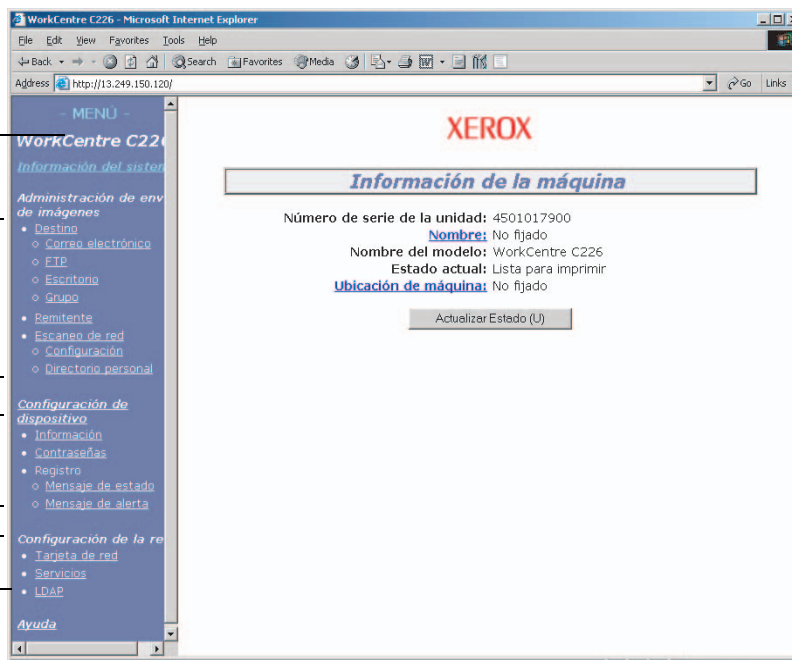 WorkCentre C226 - Microsoft Internet Explorer
File Edit View Favorites Tools Help
Back Search Favorites Media
Address http://13.249.150.120/ Go Links
- MENÚ -
WorkCentre C226
Información del sistem
Administración de env
de imágenes
Destino
Correo electrónico
FTP
Escritorio
Grupo
Remitente
Escaneo de red
Configuración
Directorio personal
Configuración de
dispositivo
Información
Contraseñas
Registro
Mensaje de estado
Mensaje de alerta
Configuración de la re
Tarjeta de red
Servicios
LDAP
Ayuda
XEROX
Información de la máquina
Número de serie de la unidad: 4501017900
Nombre: No fijado
Nombre del modelo: WorkCentre C226
Estado actual: Lista para imprimir
Ubicación de máquina: No fijado
Actualizar Estado (U)